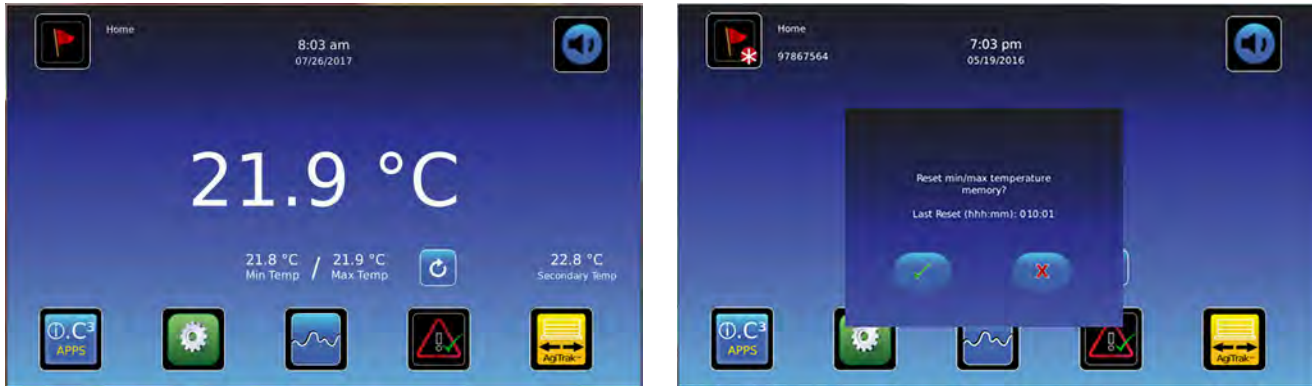 Home
8:03 am
07/26/2017
21.9 °C
21.8 °C / 21.9 °C
Min Temp Max Temp
22.8 °C
Secondary Temp
i.C³
APPS
AgiTrak™
Home
97867564
7:03 pm
05/19/2016
Reset min/max temperature
memory?
Last Reset (hhh:mm): 010:01
X
i.C³
APPS
AgiTrak™